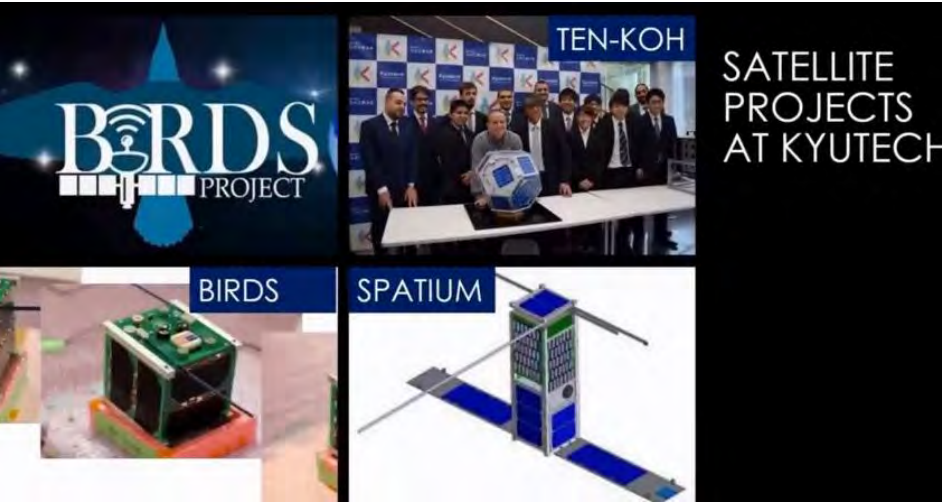 BIRDS
PROJECT
TEN-KOH
SATELLITE
PROJECTS
AT KYUTECH
BIRDS
SPATIUM